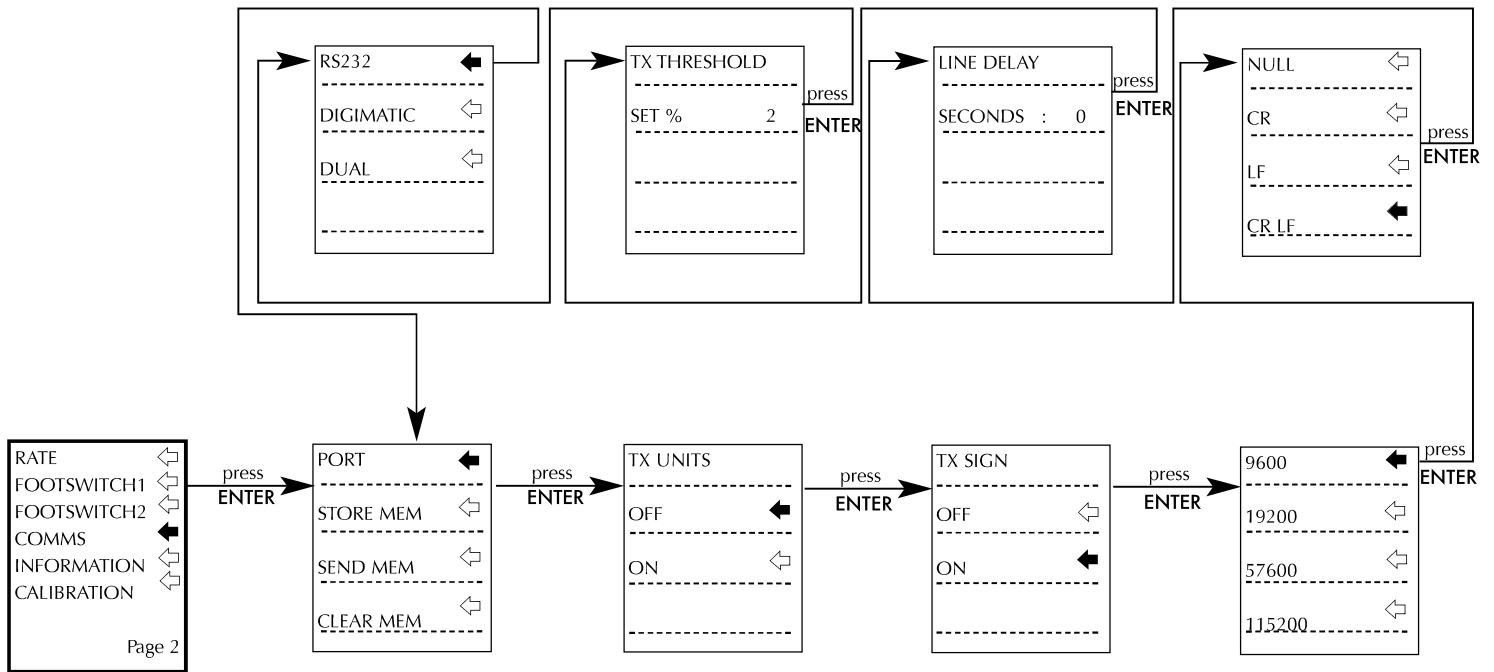 RS232
DIGIMATIC
DUAL
TX THRESHOLD
SET % 2
press
ENTER
LINE DELAY
SECONDS : 0
press
ENTER
NULL
CR
LF
CR LF
press
ENTER
RATE
FOOTSWITCH1
FOOTSWITCH2
COMMS
INFORMATION
CALIBRATION
Page 2
press
ENTER
PORT
STORE MEM
SEND MEM
CLEAR MEM
press
ENTER
TX UNITS
OFF
ON
press
ENTER
TX SIGN
OFF
ON
press
ENTER
9600
19200
57600
115200
press
ENTER